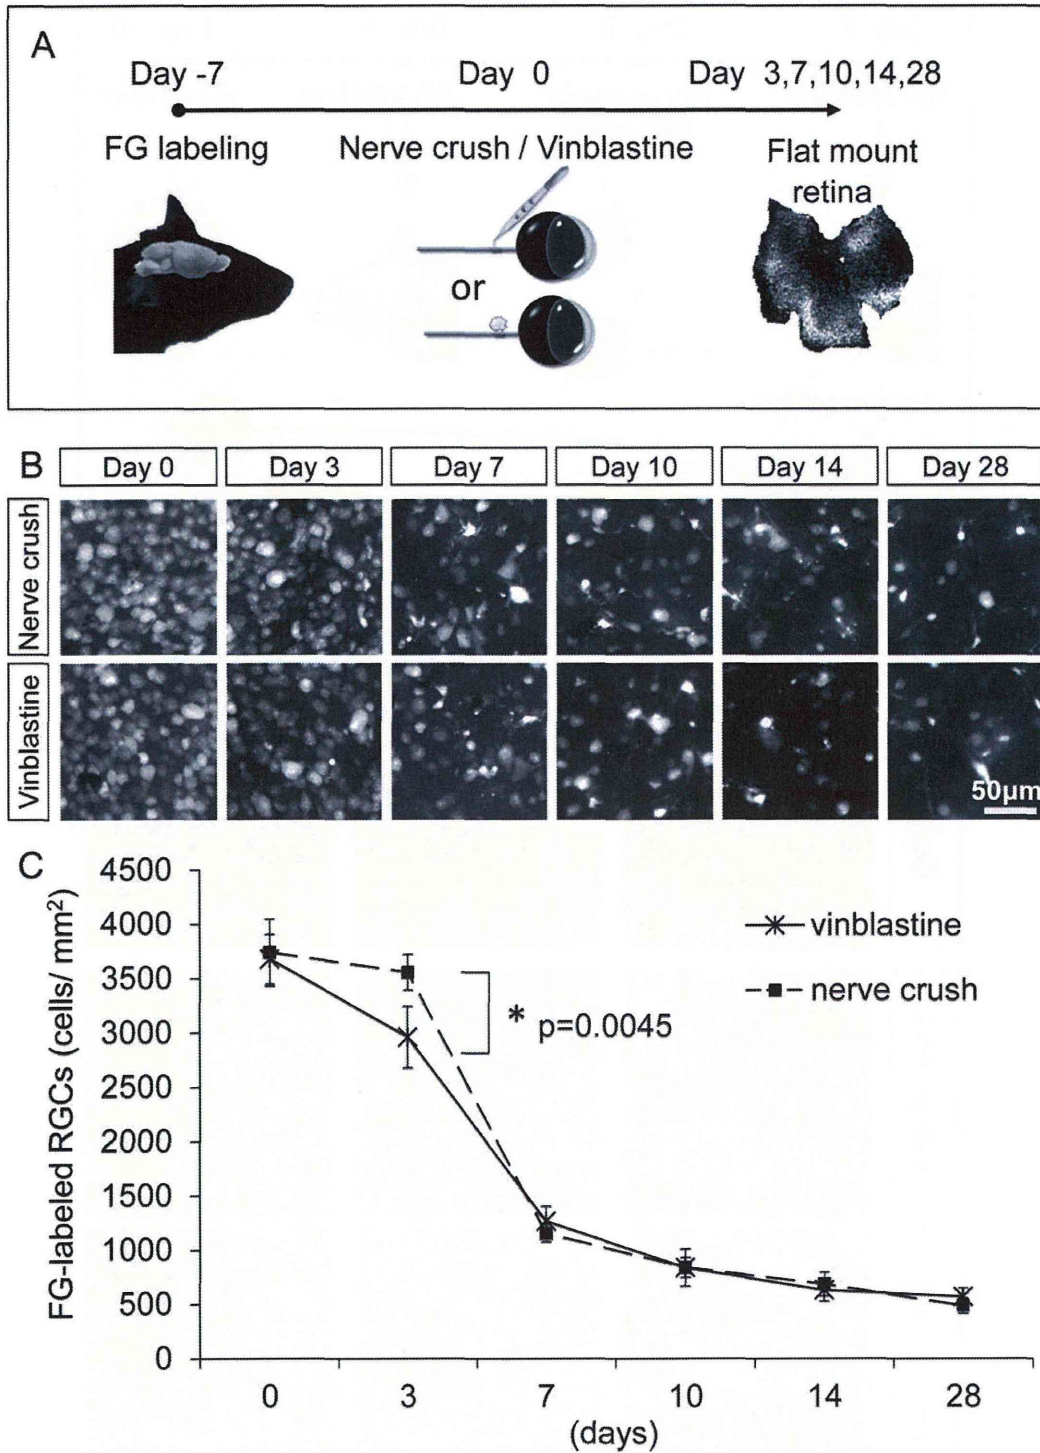 A
Day -7 Day 0 Day 3,7,10,14,28
FG labeling Nerve crush / Vinblastine Flat mount
retina
or
B Day 0 Day 3 Day 7 Day 10 Day 14 Day 28
Nerve crush
Vinblastine
50μm
C
FG-labeled RGCs (cells/ mm²)
4500
4000
3500
3000
2500
2000
1500
1000
500
0
vinblastine
nerve crush
* p=0.0045
0 3 7 10 14 28
(days)